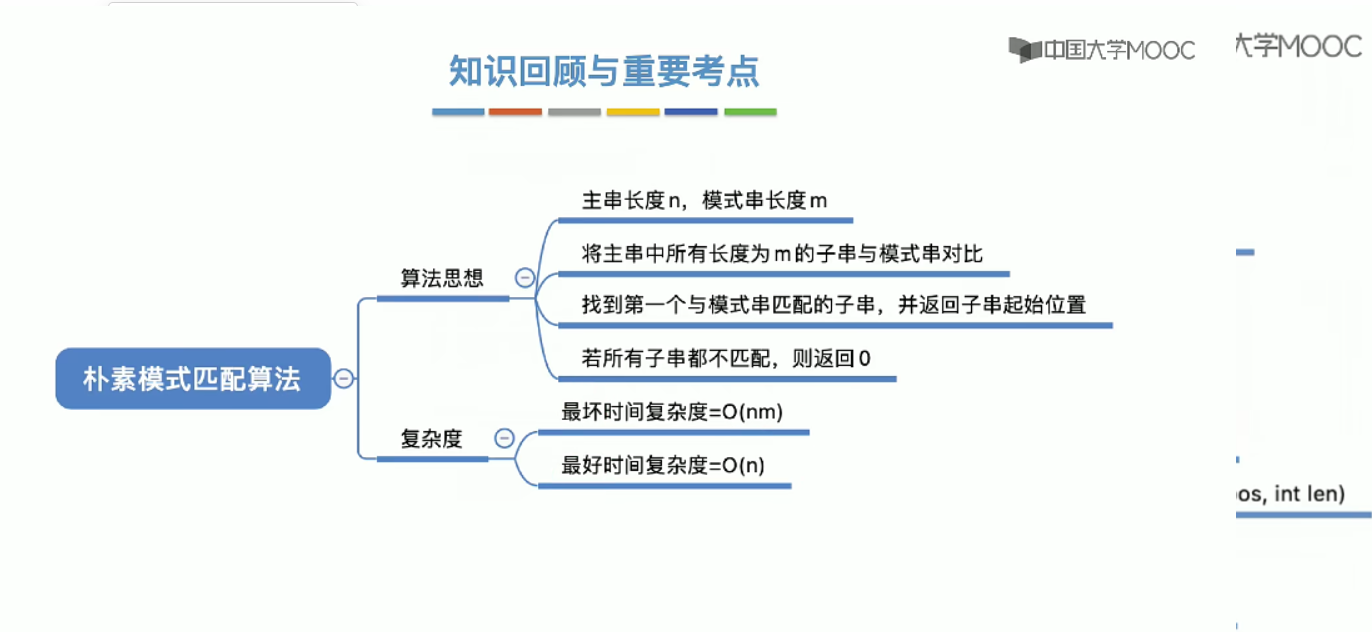 中国大学MOOC
大学MOOC
知识回顾与重要考点
主串长度n，模式串长度m
将主串中所有长度为m的子串与模式串对比
算法思想
找到第一个与模式串匹配的子串，并返回子串起始位置
若所有子串都不匹配，则返回0
朴素模式匹配算法
最坏时间复杂度=O(nm)
复杂度
最好时间复杂度=O(n)
os, int len)